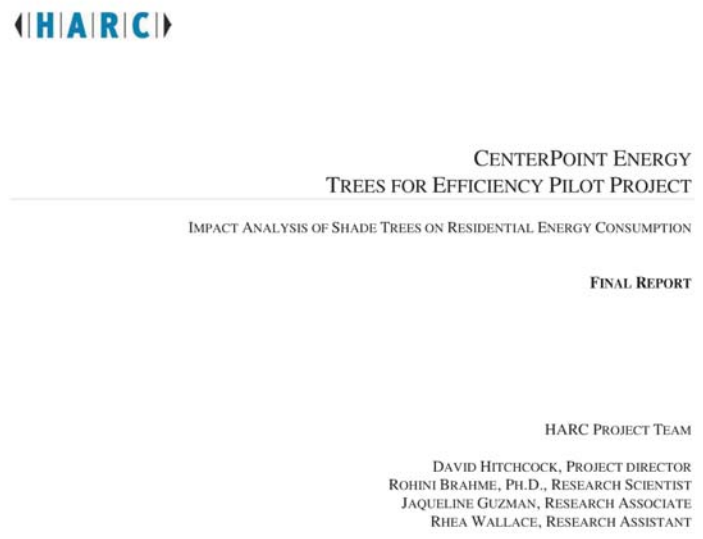 HARC
CENTERPOINT ENERGY
TREES FOR EFFICIENCY PILOT PROJECT
IMPACT ANALYSIS OF SHADE TREES ON RESIDENTIAL ENERGY CONSUMPTION
FINAL REPORT
HARC PROJECT TEAM
DAVID HITCHCOCK, PROJECT DIRECTOR
ROHINI BRAHME, PH.D., RESEARCH SCIENTIST
JAQUELINE GUZMAN, RESEARCH ASSOCIATE
RHEA WALLACE, RESEARCH ASSISTANT